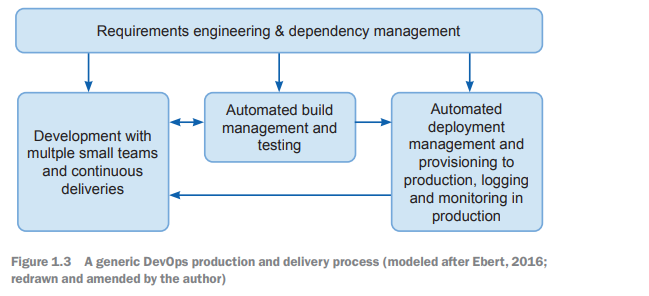 Requirements engineering & dependency management
Development with
multple small teams
and continuous
deliveries
Automated build
management and
testing
Automated
deployment
management and
provisioning to
production, logging
and monitoring in
production
Figure 1.3 A generic DevOps production and delivery process (modeled after Ebert, 2016;
redrawn and amended by the author)